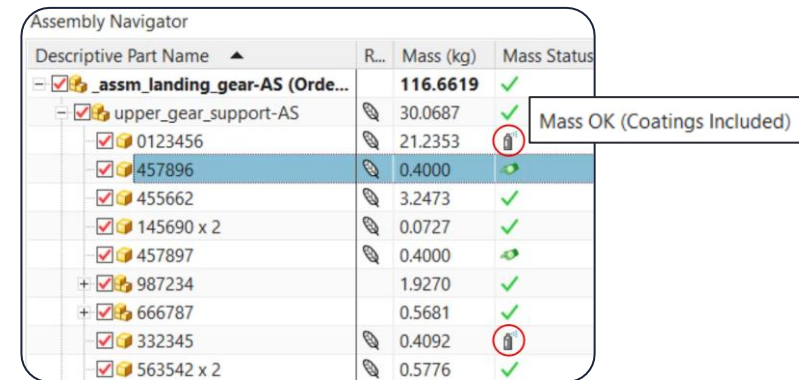 Assembly Navigator
Descriptive Part Name R... Mass (kg) Mass Status
_assm_landing_gear-AS (Orde... 116.6619
upper_gear_support-AS 30.0687
Mass OK (Coatings Included)
0123456 21.2353
457896 0.4000
455662 3.2473
145690 x 2 0.0727
457897 0.4000
987234 1.9270
666787 0.5681
332345 0.4092
563542 x 2 0.5776